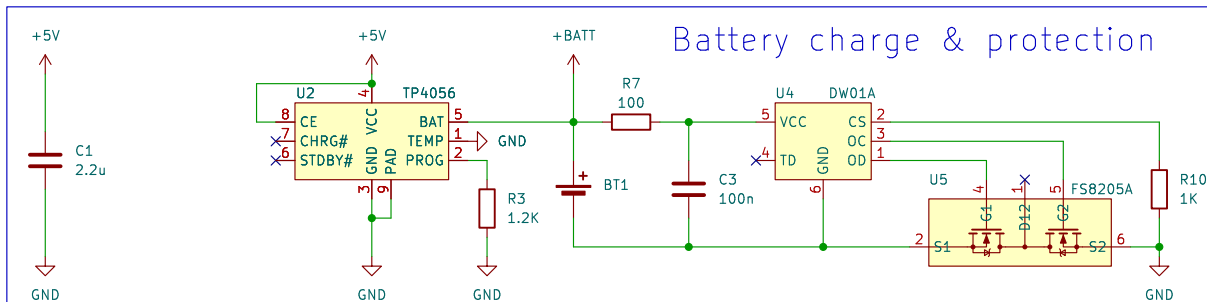 Battery charge & protection
+5V
C1
2.2u
GND
+5V
U2
TP4056
4
VCC
8
CE
7
CHRG#
6
STDBY#
BAT
5
TEMP
1
GND
PROG
2
GND
PAD
3
9
GND
R3
1.2K
GND
+BATT
R7
100
BT1
+
C3
100n
U4
DW01A
5
VCC
CS
2
OC
3
4
TD
OD
1
GND
6
U5
FS8205A
4
1
5
G1
D12
G2
2
S1
S2
6
R10
1K
GND